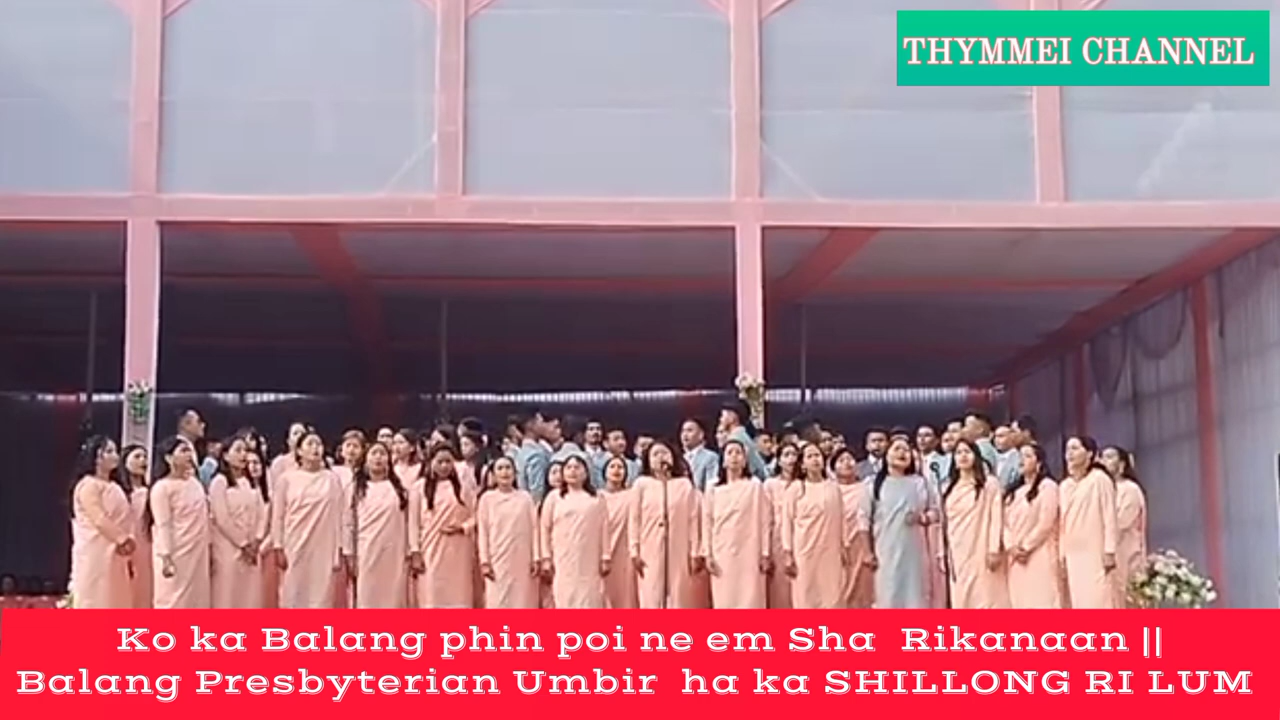 THYMMEI CHANNEL
Ko ka Balang phin poi ne em Sha Rikanaan ||
Balang Presbyterian Umbir ha ka SHILLONG RI LUM